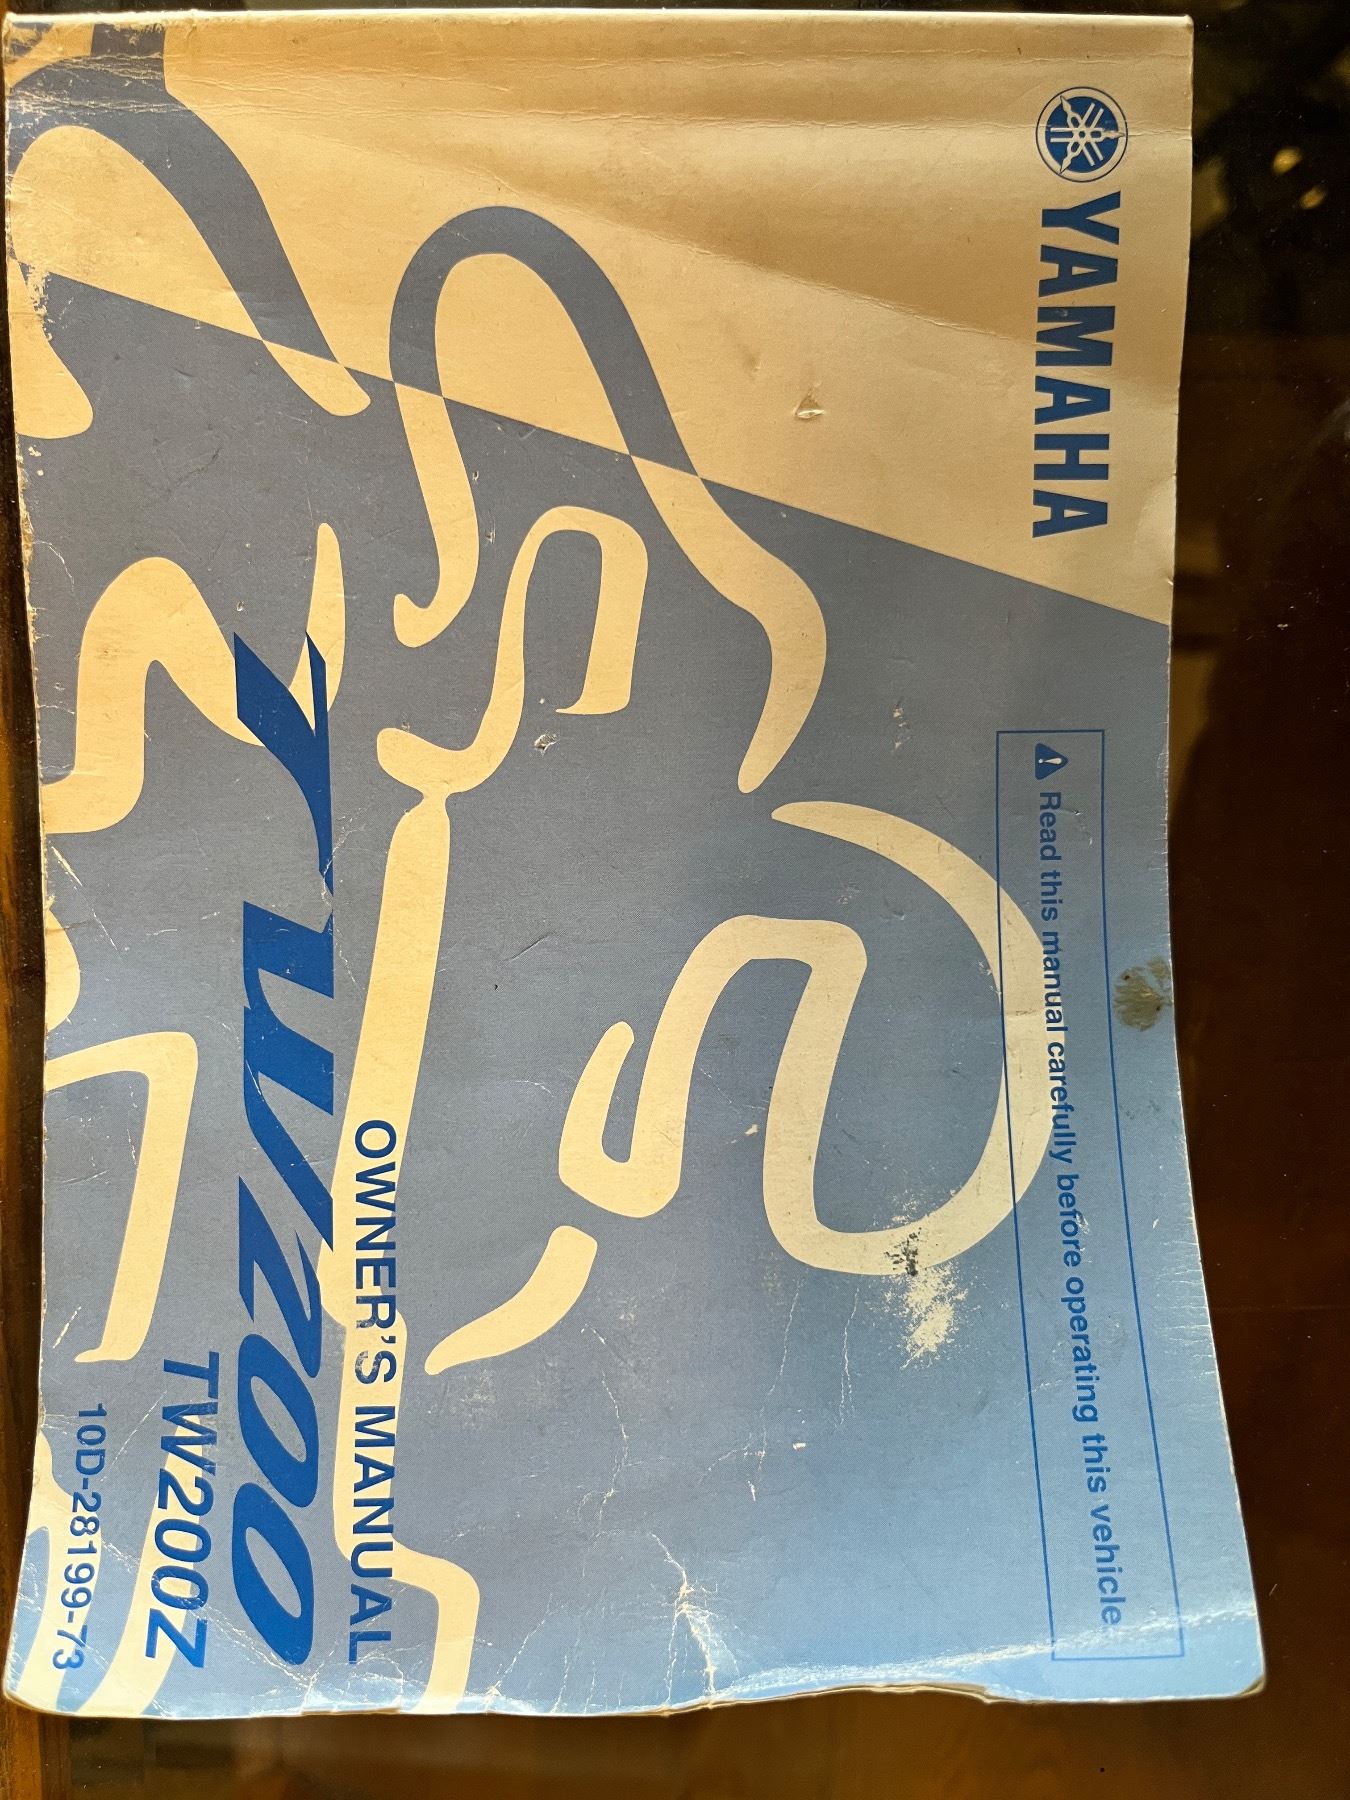 YAMAHA
Read this manual carefully before operating this vehicle.
OWNER'S MANUAL
TW200
TW200Z
10D-28199-73